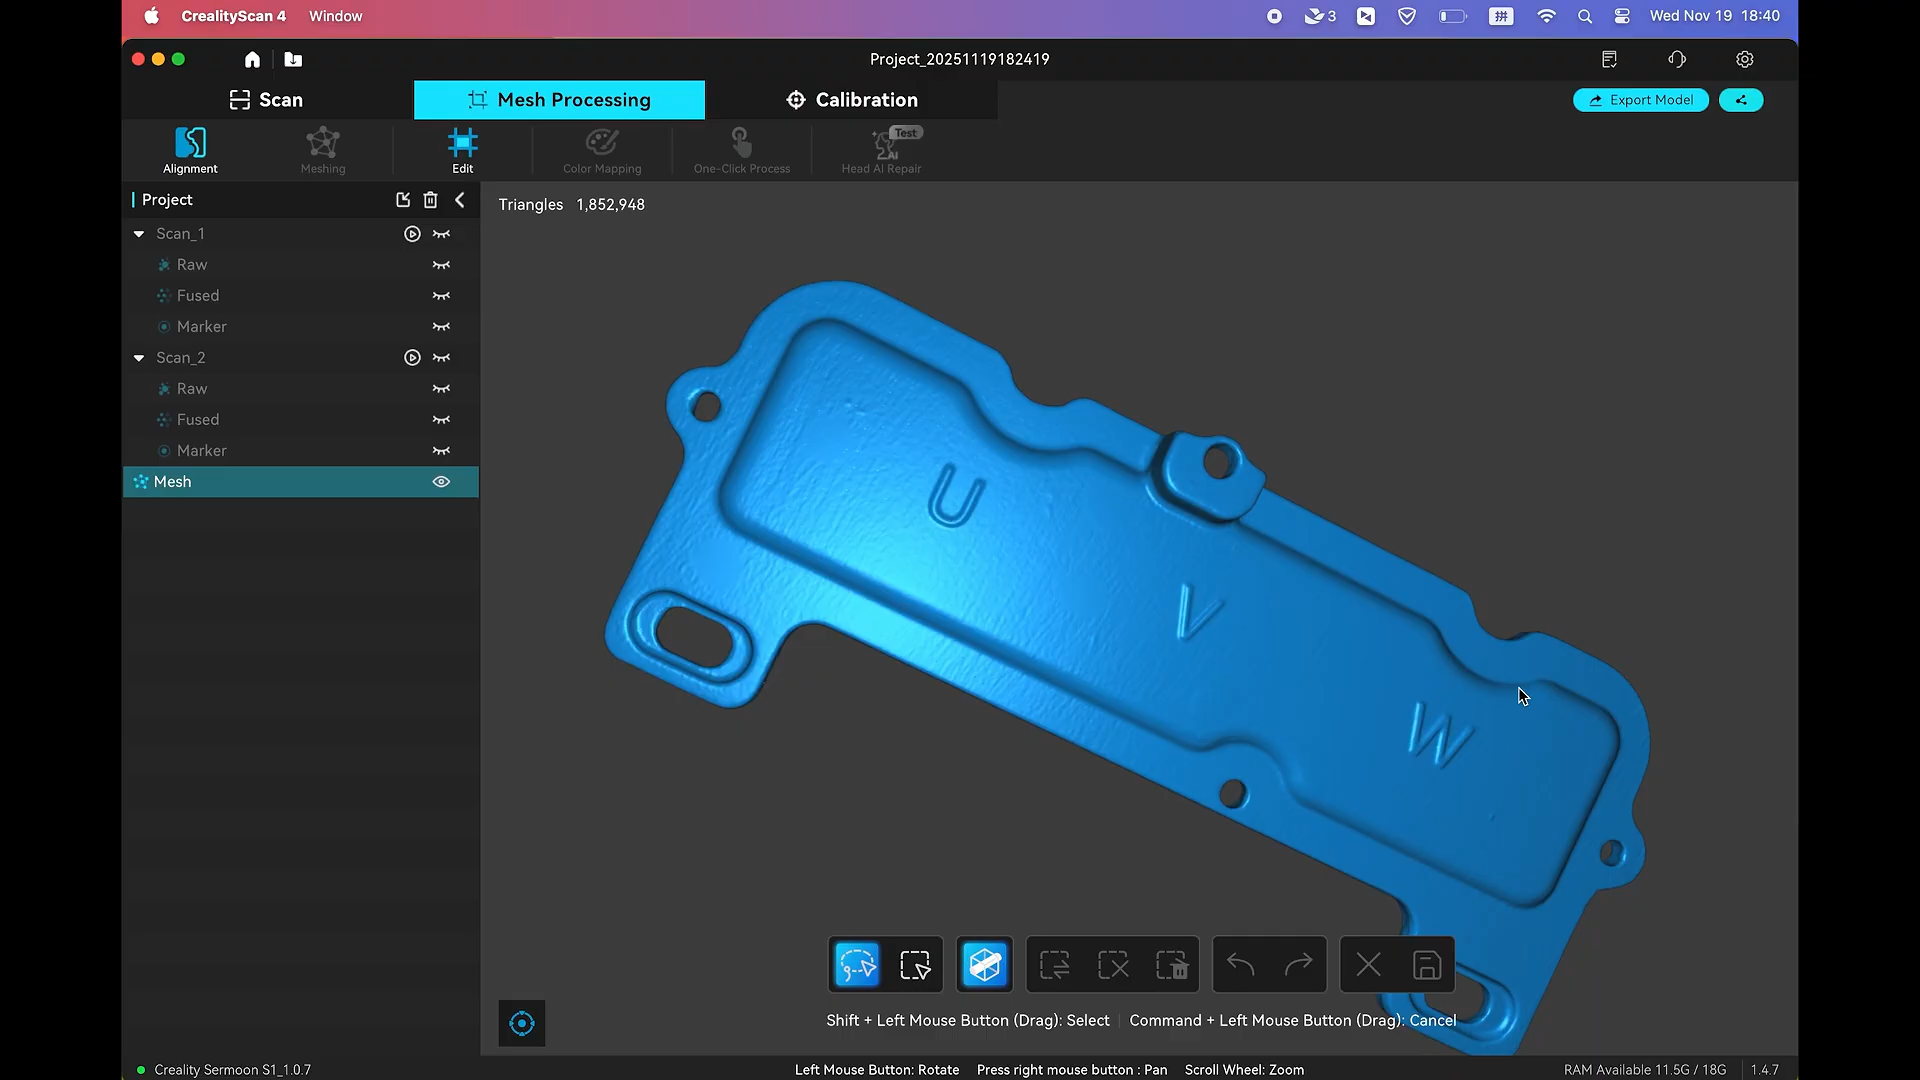 CrealityScan 4 Window
3
拼
Wed Nov 19 18:40
Project_20251119182419
Scan
Mesh Processing
Calibration
Export Model
Alignment
Meshing
Edit
Color Mapping
One-Click Process
Test
AI
Head AI Repair
Project
Triangles 1,852,948
Scan_1
Raw
Fused
Marker
Scan_2
Raw
Fused
Marker
Mesh
U
V
W
Shift + Left Mouse Button (Drag): Select
Command + Left Mouse Button (Drag): Cancel
Creality Sermoon S1_1.0.7
Left Mouse Button: Rotate Press right mouse button : Pan Scroll Wheel: Zoom
RAM Available 11.5G / 18G
1.4.7